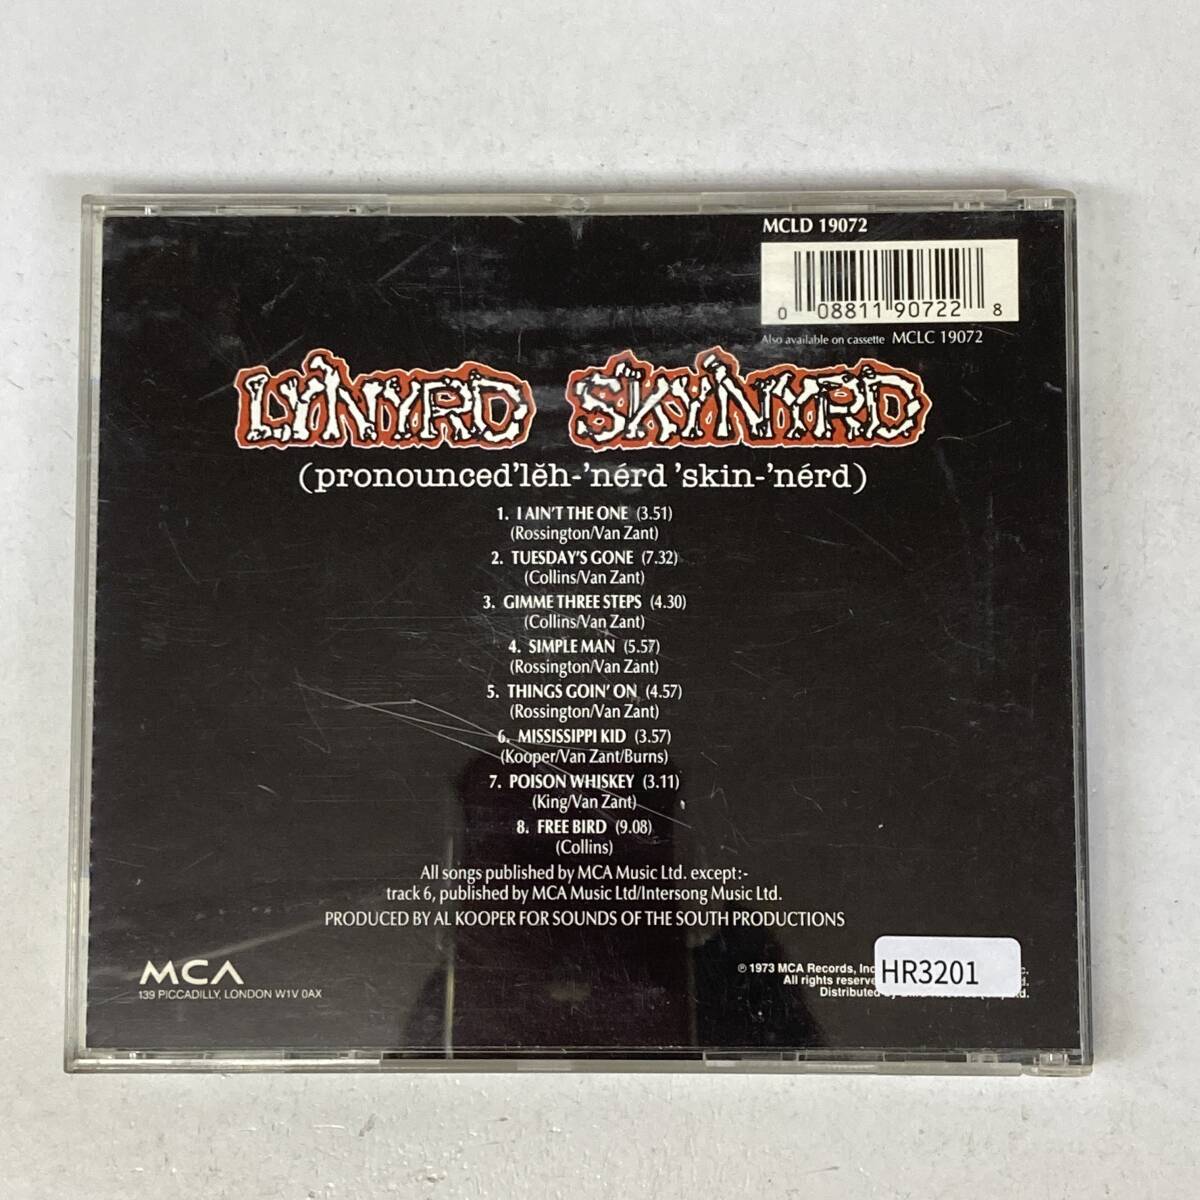 MCLD 19072
0 08811 90722 8
Also available on cassette MCLC 19072
LYNYRD SKYNYRD
(pronounced 'lĕh-'nérd 'skin-'nérd)
1. I AIN'T THE ONE (3.51)
(Rossington/Van Zant)
2. TUESDAY'S GONE (7.32)
(Collins/Van Zant)
3. GIMME THREE STEPS (4.30)
(Collins/Van Zant)
4. SIMPLE MAN (5.57)
(Rossington/Van Zant)
5. THINGS GOIN' ON (4.57)
(Rossington/Van Zant)
6. MISSISSIPPI KID (3.57)
(Kooper/Van Zant/Burns)
7. POISON WHISKEY (3.11)
(King/Van Zant)
8. FREE BIRD (9.08)
(Collins)
All songs published by MCA Music Ltd. except:-
track 6, published by MCA Music Ltd/Intersong Music Ltd.
PRODUCED BY AL KOOPER FOR SOUNDS OF THE SOUTH PRODUCTIONS
MCA
139 PICCADILLY, LONDON W1V 0AX
℗ 1973 MCA Records, Inc
All rights
Distributed
HR3201